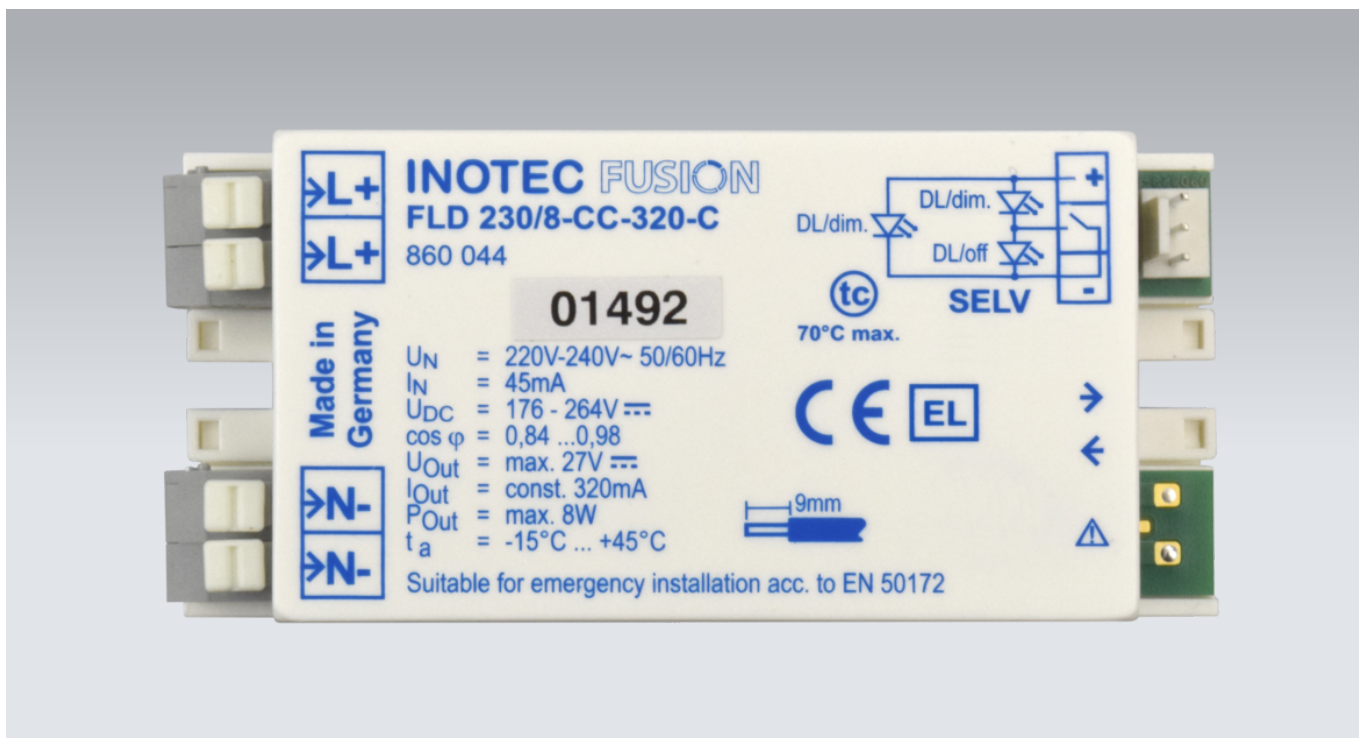 L+
L+
INOTEC FUSION
FLD 230/8-CC-320-C
860 044
01492
Made in
Germany
UN = 220V-240V~ 50/60Hz
IN = 45mA
UDC = 176 - 264V ⎓
cos φ = 0,84 ...0,98
UOut = max. 27V ⎓
IOut = const. 320mA
POut = max. 8W
ta = -15°C ... +45°C
Suitable for emergency installation acc. to EN 50172
N-
N-
DL/dim.
DL/dim.
DL/off
+
-
SELV
tc
70°C max.
CE EL
9mm